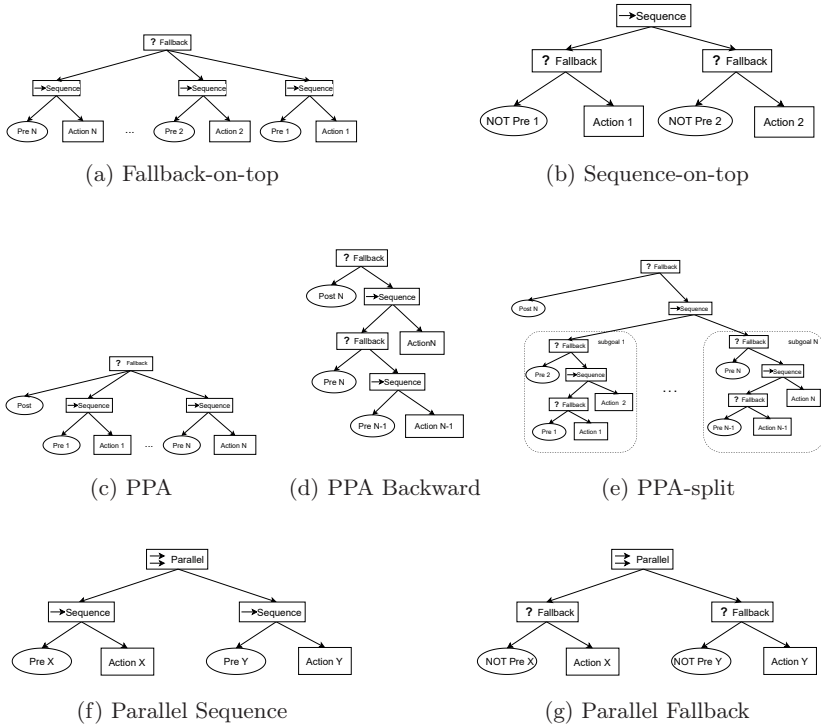 ? Fallback
→Sequence →Sequence →Sequence
Pre N Action N ... Pre 2 Action 2 Pre 1 Action 1
(a) Fallback-on-top
→Sequence
? Fallback ? Fallback
NOT Pre 1 Action 1 NOT Pre 2 Action 2
(b) Sequence-on-top
? Fallback
Post →Sequence →Sequence
Pre 1 Action 1 ... Pre N Action N
(c) PPA
? Fallback
Post N →Sequence
? Fallback ActionN
Pre N →Sequence
Pre N-1 Action N-1
(d) PPA Backward
? Fallback
Post N →Sequence
subgoal 1
? Fallback
Pre 2 →Sequence
? Fallback Action 2
Pre 1 Action 1
...
subgoal N
? Fallback
Pre N →Sequence
? Fallback Action N
Pre N-1 Action N-1
(e) PPA-split
Parallel
→Sequence →Sequence
Pre X Action X Pre Y Action Y
(f) Parallel Sequence
Parallel
? Fallback ? Fallback
NOT Pre X Action X NOT Pre Y Action Y
(g) Parallel Fallback